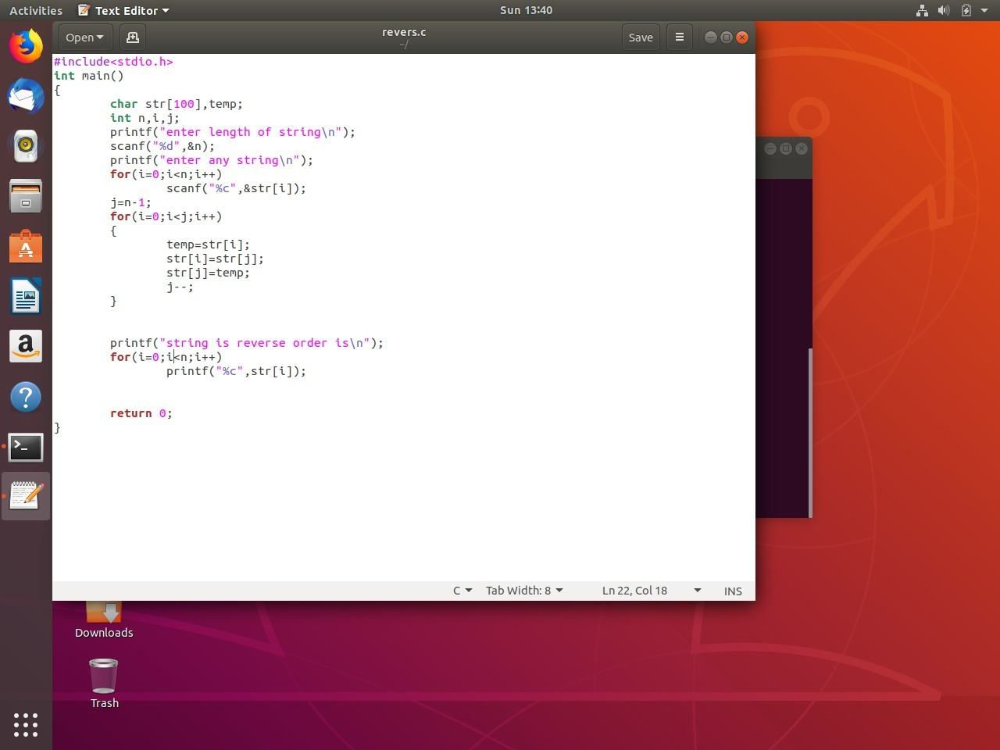 Activities Text Editor Sun 13:40
Open revers.c Save
~/
#include<stdio.h>
int main()
{
char str[100],temp;
int n,i,j;
printf("enter length of string\n");
scanf("%d",&n);
printf("enter any string\n");
for(i=0;i<n;i++)
scanf("%c",&str[i]);
j=n-1;
for(i=0;i<j;i++)
{
temp=str[i];
str[i]=str[j];
str[j]=temp;
j--;
}
printf("string is reverse order is\n");
for(i=0;i<n;i++)
printf("%c",str[i]);
return 0;
}
C Tab Width: 8 Ln 22, Col 18 INS
Downloads
Trash